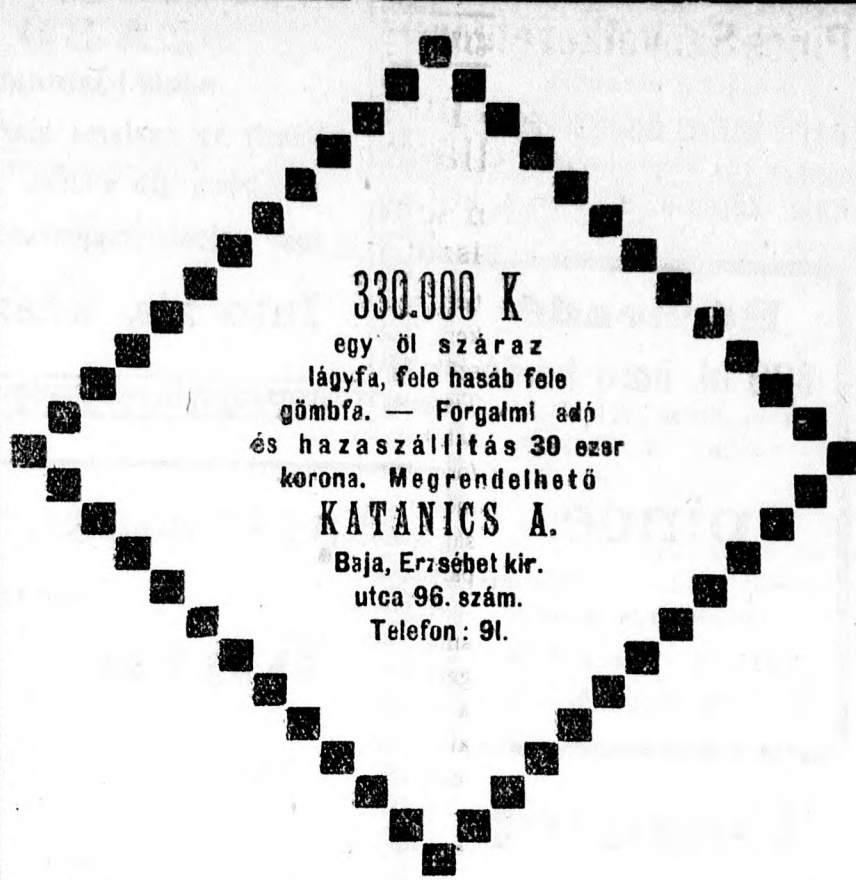 330.000 K
egy öl száraz
lágyfa, fele hasáb fele
gömbfa. — Forgalmi adó
és hazaszállitás 30 ezer
korona. Megrendelhető
KATANICS A.
Baja, Erzsébet kir.
utca 96. szám.
Telefon: 91.